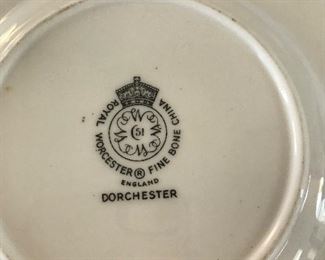 ROYAL WORCESTER® FINE BONE CHINA
51
ENGLAND
DORCHESTER